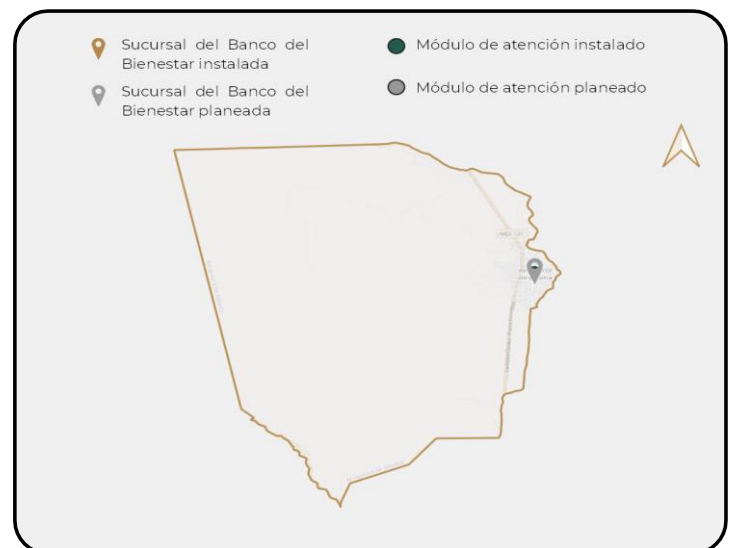 Sucursal del Banco del
Bienestar instalada
Sucursal del Banco del
Bienestar planeada
Módulo de atención instalado
Módulo de atención planeado